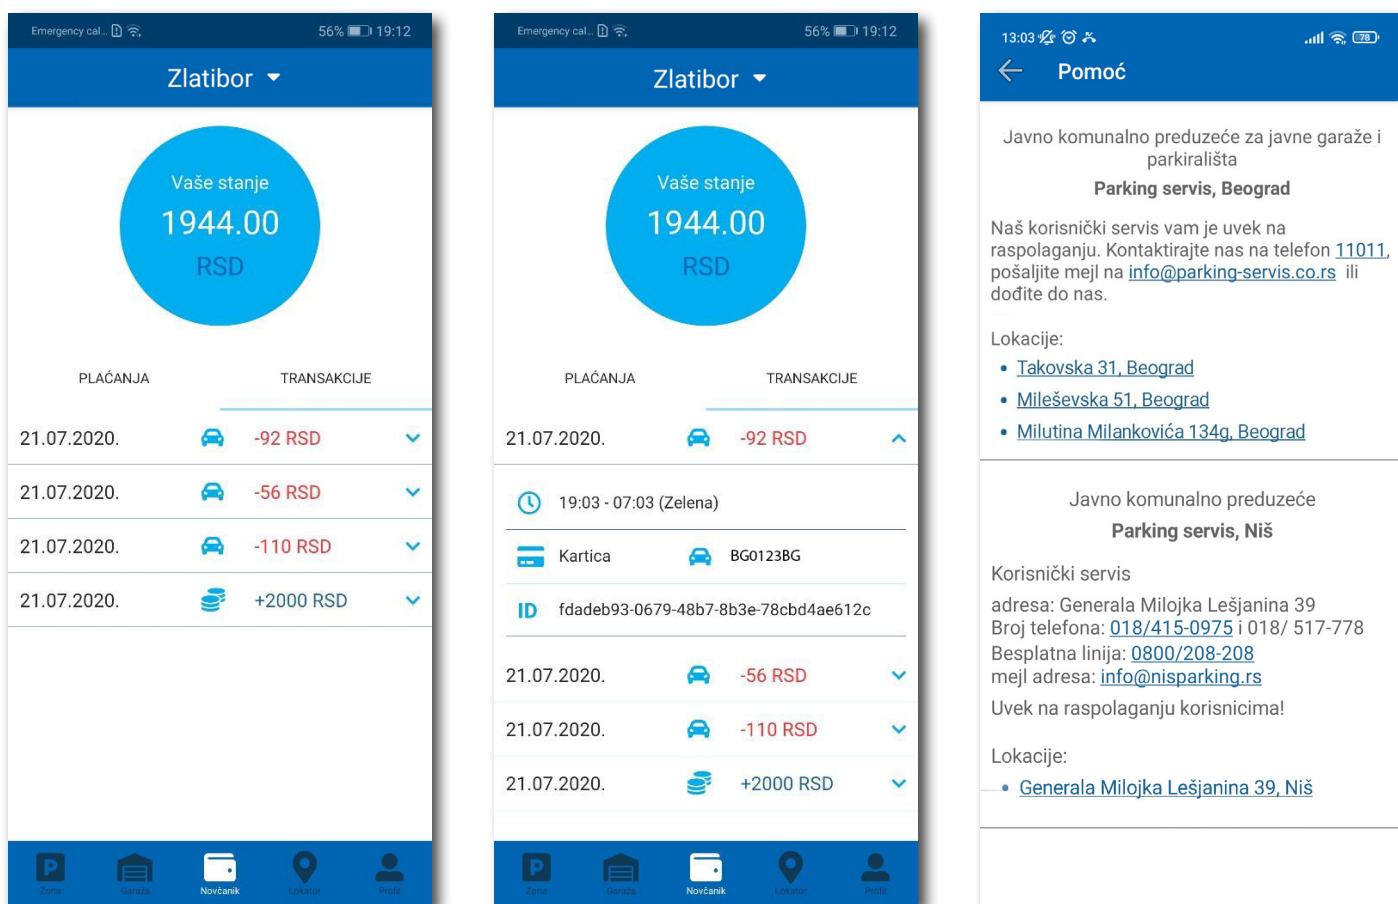 Emergency cal...
56%
19:12
Zlatibor
Vaše stanje
1944.00
RSD
PLAĆANJA
TRANSAKCIJE
21.07.2020.
-92 RSD
21.07.2020.
-56 RSD
21.07.2020.
-110 RSD
21.07.2020.
+2000 RSD
P
Zona
Garaža
Novčanik
Lokator
Profil
Emergency cal...
56%
19:12
Zlatibor
Vaše stanje
1944.00
RSD
PLAĆANJA
TRANSAKCIJE
21.07.2020.
-92 RSD
19:03 - 07:03 (Zelena)
Kartica
BG0123BG
ID
fdadeb93-0679-48b7-8b3e-78cbd4ae612c
21.07.2020.
-56 RSD
21.07.2020.
-110 RSD
21.07.2020.
+2000 RSD
P
Zona
Garaža
Novčanik
Lokator
Profil
13:03
78
Pomoć
Javno komunalno preduzeće za javne garaže i
parkirališta
Parking servis, Beograd
Naš korisnički servis vam je uvek na
raspolaganju. Kontaktirajte nas na telefon 11011,
pošaljite mejl na info@parking-servis.co.rs ili
dođite do nas.
Lokacije:
• Takovska 31, Beograd
• Mileševska 51, Beograd
• Milutina Milankovića 134g, Beograd
Javno komunalno preduzeće
Parking servis, Niš
Korisnički servis
adresa: Generala Milojka Lešjanina 39
Broj telefona: 018/415-0975 i 018/ 517-778
Besplatna linija: 0800/208-208
mejl adresa: info@nisparking.rs
Uvek na raspolaganju korisnicima!
Lokacije:
• Generala Milojka Lešjanina 39, Niš